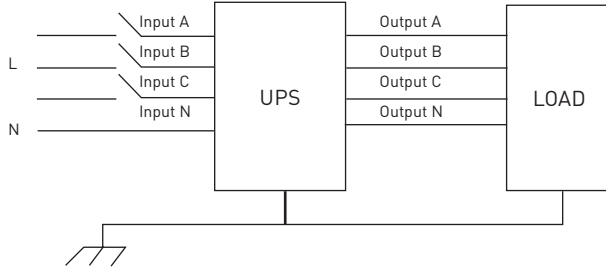 Input A
Output A
Input B
Output B
L
Input C
Output C
UPS
LOAD
Input N
Output N
N